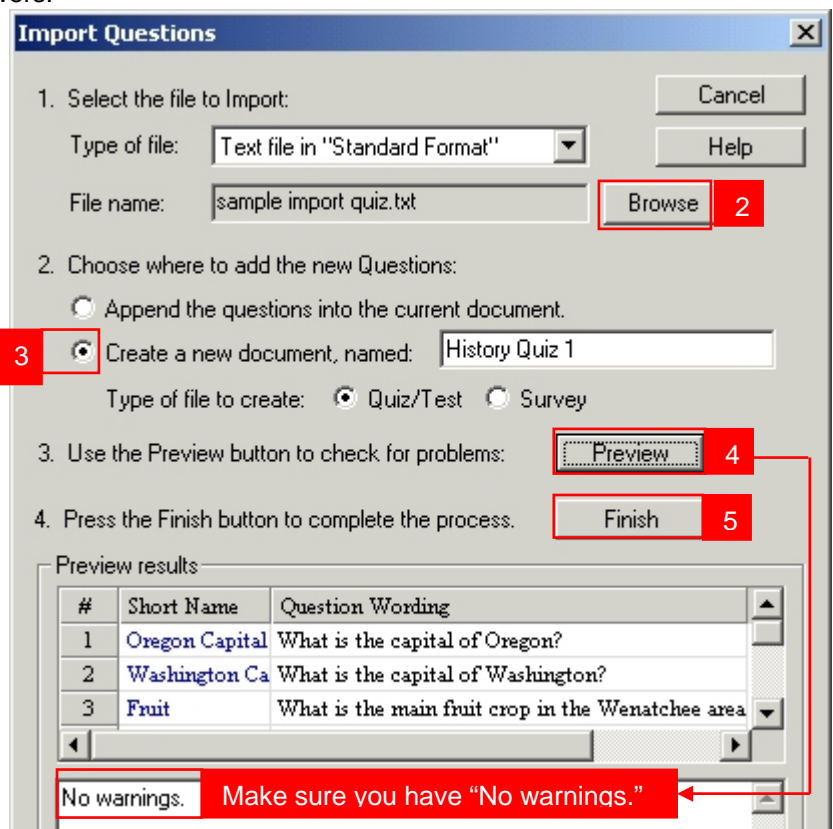 Import Questions
1. Select the file to Import:
Cancel
Type of file: Text file in "Standard Format"
Help
File name: sample import quiz.txt
Browse 2
2. Choose where to add the new Questions:
Append the questions into the current document.
3 Create a new document, named: History Quiz 1
Type of file to create: Quiz/Test Survey
3. Use the Preview button to check for problems: Preview 4
4. Press the Finish button to complete the process. Finish 5
Preview results
# Short Name Question Wording
1 Oregon Capital What is the capital of Oregon?
2 Washington Ca What is the capital of Washington?
3 Fruit What is the main fruit crop in the Wenatchee area
No warnings. Make sure you have “No warnings.”